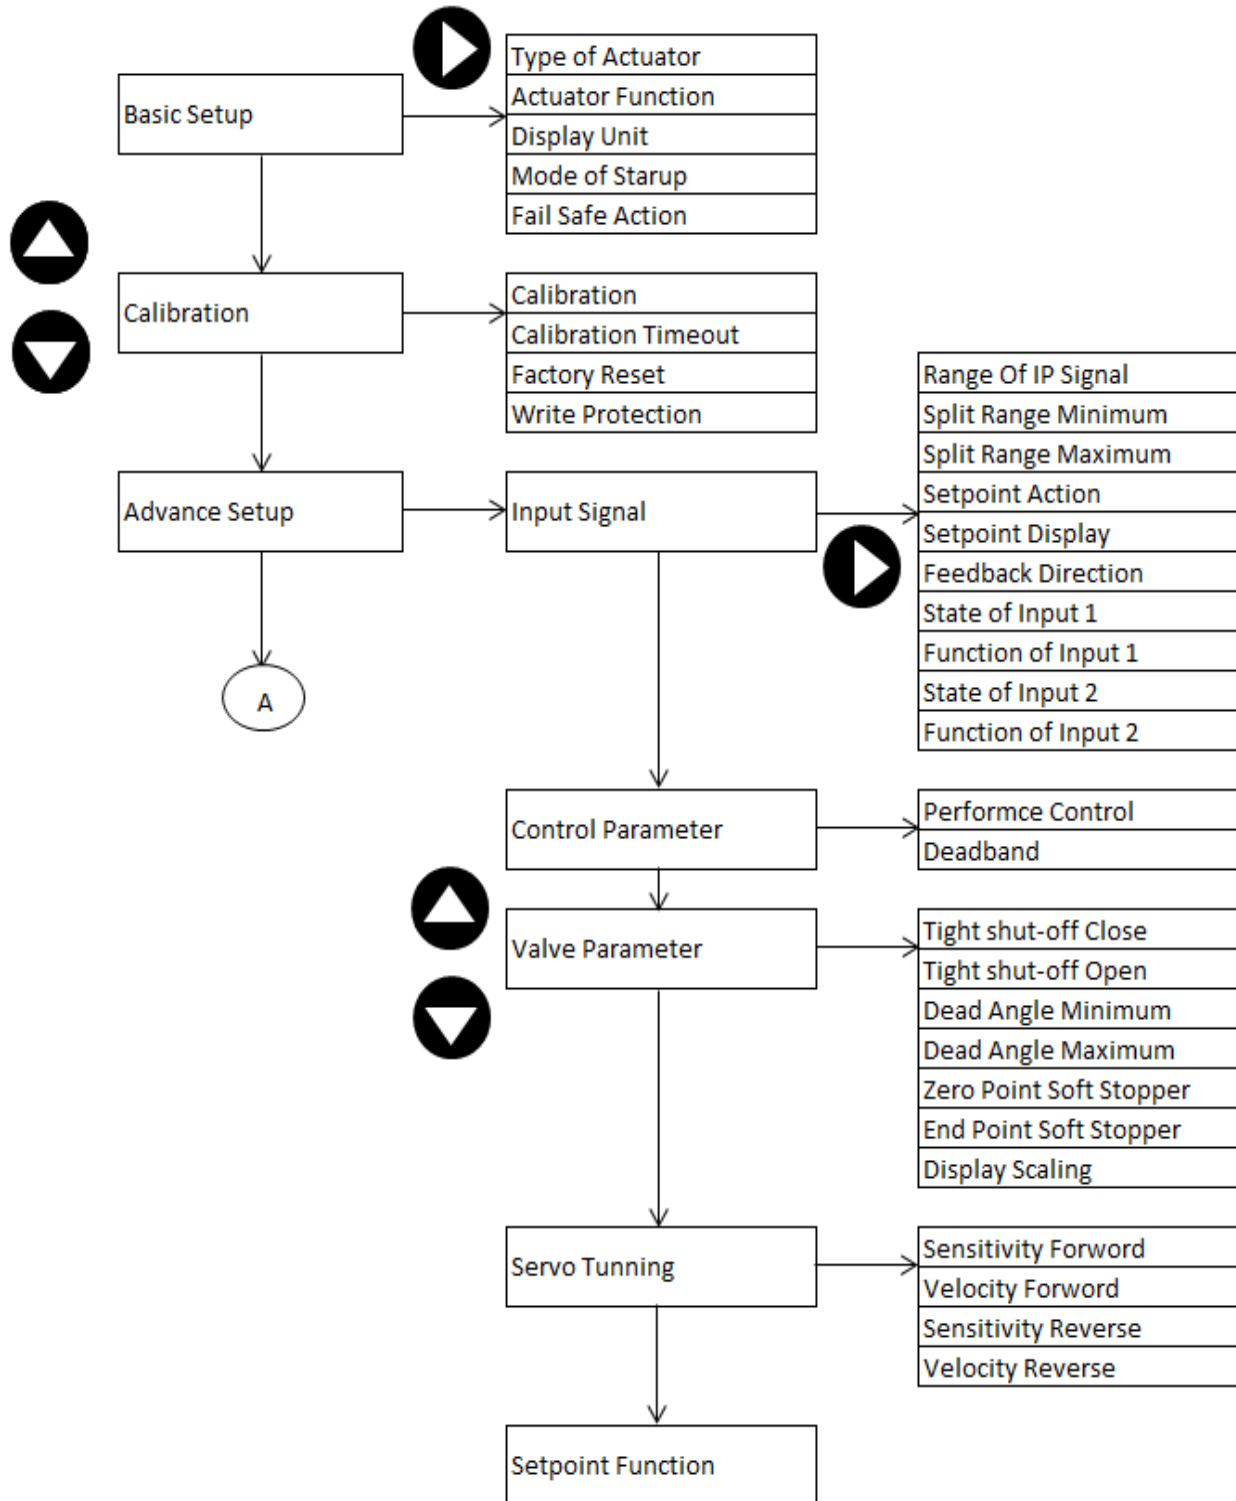 Basic Setup
Type of Actuator
Actuator Function
Display Unit
Mode of Starup
Fail Safe Action
Calibration
Calibration
Calibration Timeout
Factory Reset
Write Protection
Advance Setup
Input Signal
Range Of IP Signal
Split Range Minimum
Split Range Maximum
Setpoint Action
Setpoint Display
Feedback Direction
State of Input 1
Function of Input 1
State of Input 2
Function of Input 2
A
Control Parameter
Performce Control
Deadband
Valve Parameter
Tight shut-off Close
Tight shut-off Open
Dead Angle Minimum
Dead Angle Maximum
Zero Point Soft Stopper
End Point Soft Stopper
Display Scaling
Servo Tunning
Sensitivity Forword
Velocity Forword
Sensitivity Reverse
Velocity Reverse
Setpoint Function